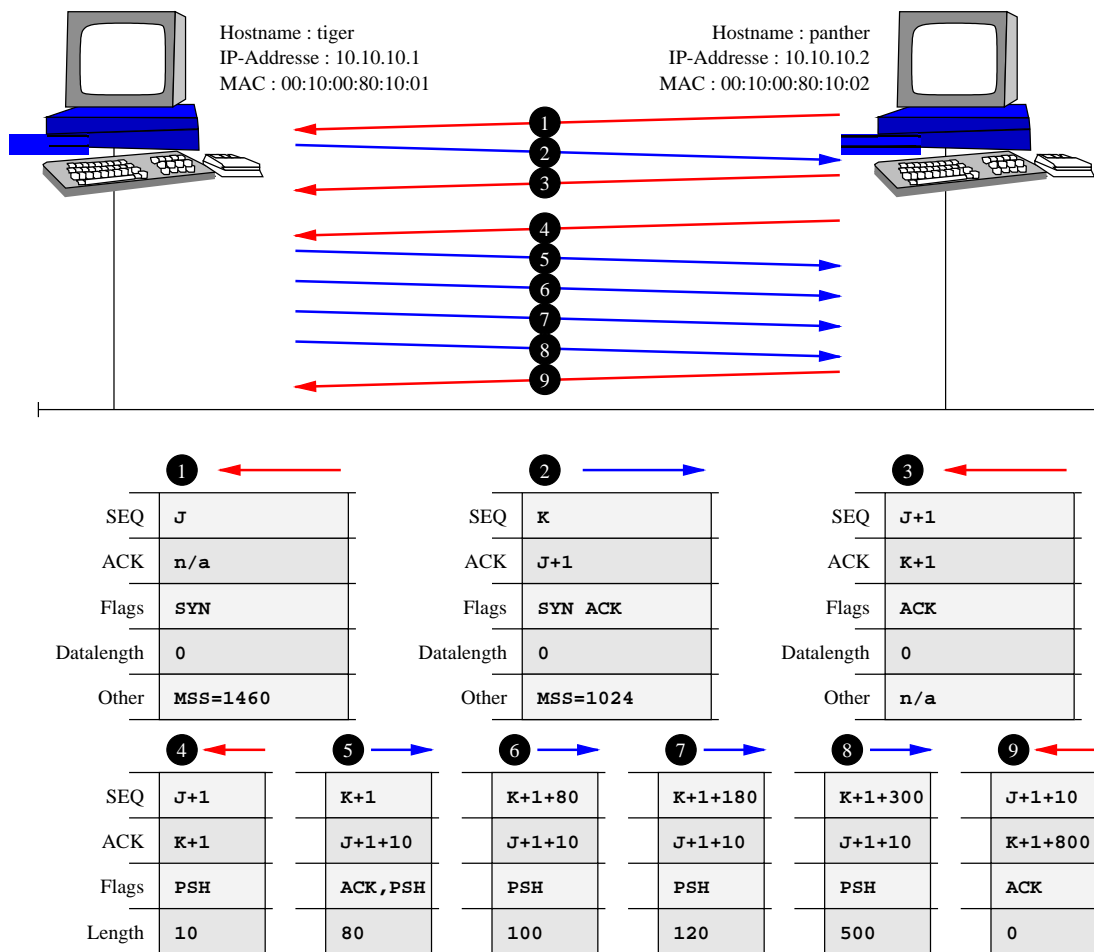 Hostname : tiger
IP-Addresse : 10.10.10.1
MAC : 00:10:00:80:10:01
Hostname : panther
IP-Addresse : 10.10.10.2
MAC : 00:10:00:80:10:02
1
2
3
4
5
6
7
8
9
1 2 3
SEQ J SEQ K SEQ J+1
ACK n/a ACK J+1 ACK K+1
Flags SYN Flags SYN ACK Flags ACK
Datalength 0 Datalength 0 Datalength 0
Other MSS=1460 Other MSS=1024 Other n/a
4 5 6 7 8 9
SEQ J+1 K+1 K+1+80 K+1+180 K+1+300 J+1+10
ACK K+1 J+1+10 J+1+10 J+1+10 J+1+10 K+1+800
Flags PSH ACK,PSH PSH PSH PSH ACK
Length 10 80 100 120 500 0